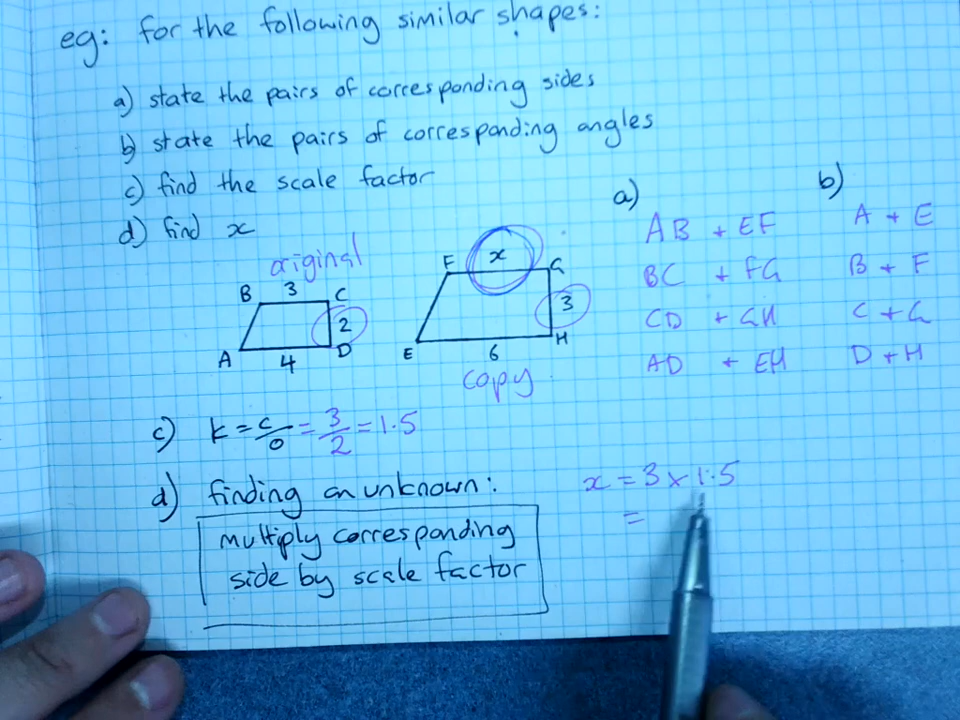 eg: for the following similar shapes:
a) state the pairs of corresponding sides
b) state the pairs of corresponding angles
c) find the scale factor
d) find x
a)
AB + EF
BC + FG
CD + GH
AD + EH
b)
A + E
B + F
C + G
D + H
original
B 3 C
2
A 4 D
F x G
3
E 6 H
copy
c) k = c/o = 3/2 = 1.5
d) finding an unknown:
multiply corresponding
side by scale factor
x = 3 x 1.5
=